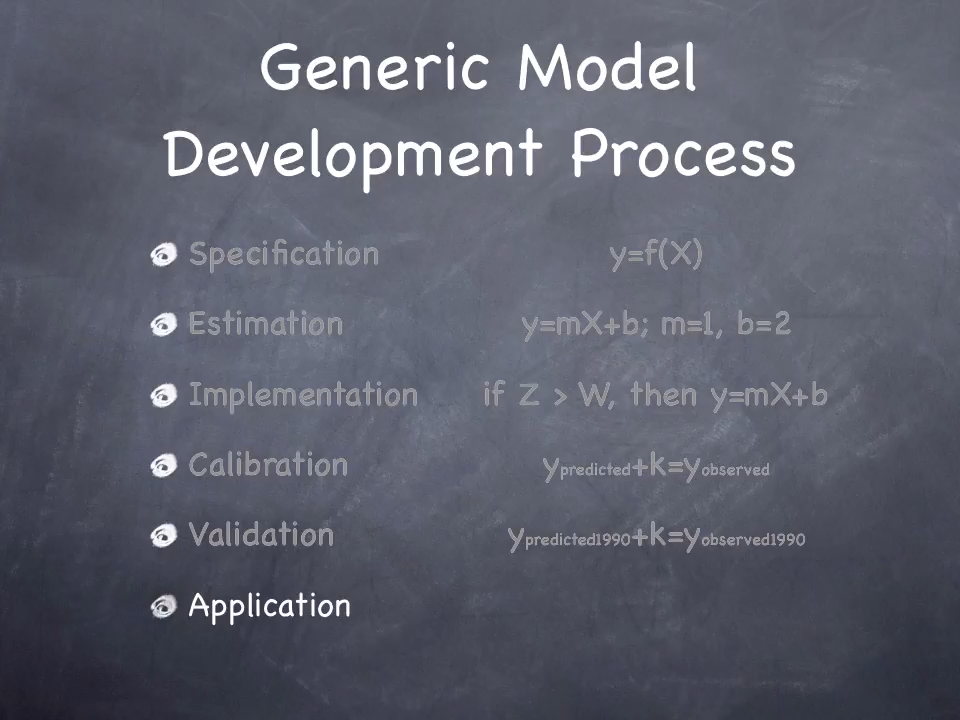 Generic Model
Development Process
Specification y=f(X)
Estimation y=mX+b; m=1, b=2
Implementation if Z > W, then y=mX+b
Calibration ypredicted+k=yobserved
Validation ypredicted1990+k=yobserved1990
Application